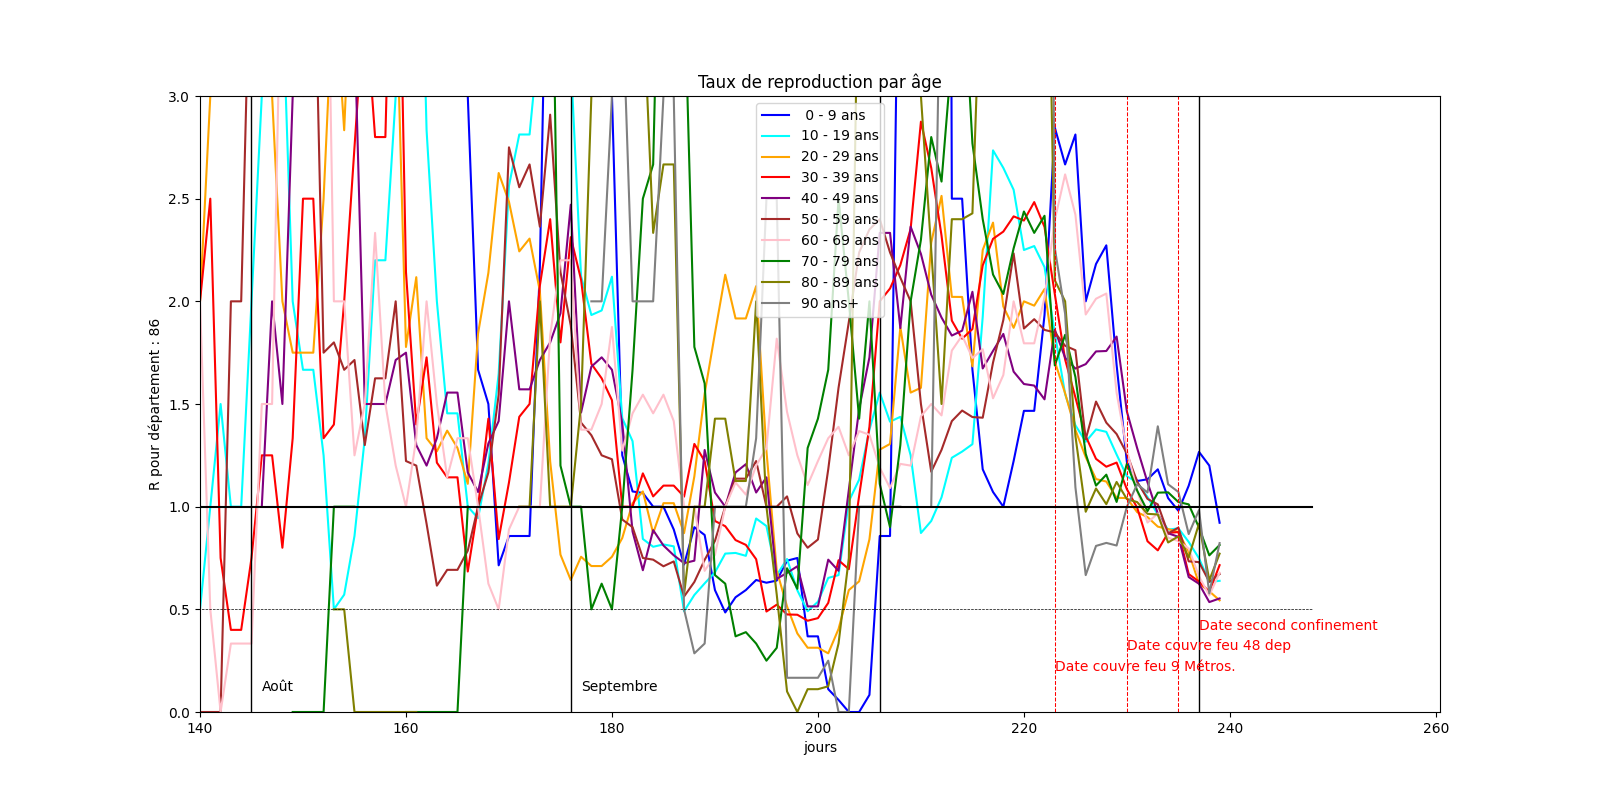 Taux de reproduction par âge
R pour département : 86
3.0
2.5
2.0
1.5
1.0
0.5
0.0
0 - 9 ans
10 - 19 ans
20 - 29 ans
30 - 39 ans
40 - 49 ans
50 - 59 ans
60 - 69 ans
70 - 79 ans
80 - 89 ans
90 ans+
Date second confinement
Date couvre feu 48 dep
Date couvre feu 9 Métros.
Août
Septembre
140
160
180
200
220
240
260
jours